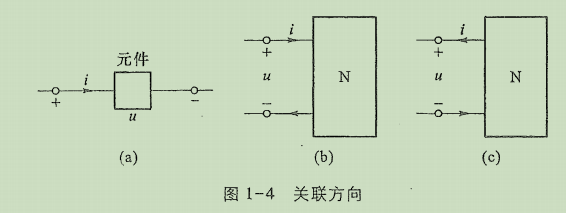 元件
+ i u −
(a)
+ i u − N
(b)
+ i u − N
(c)
图 1-4 关联方向